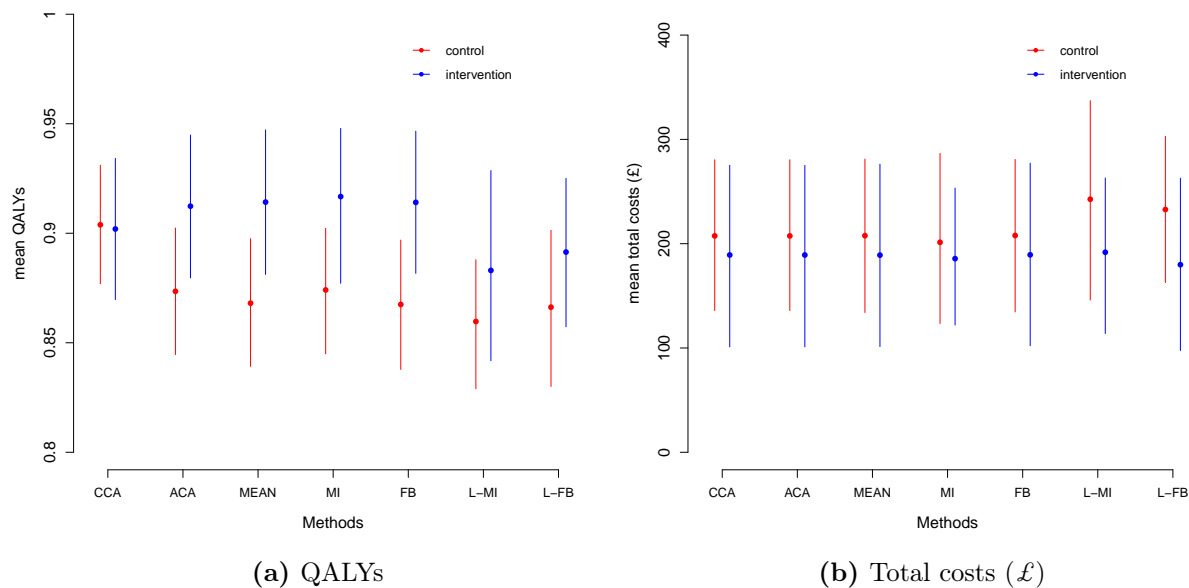 mean QALYs
1
0.95
0.9
0.85
0.8
control
intervention
CCA ACA MEAN MI FB L−MI L−FB
Methods
(a) QALYs
mean total costs (£)
400
300
200
100
0
control
intervention
CCA ACA MEAN MI FB L−MI L−FB
Methods
(b) Total costs (£)